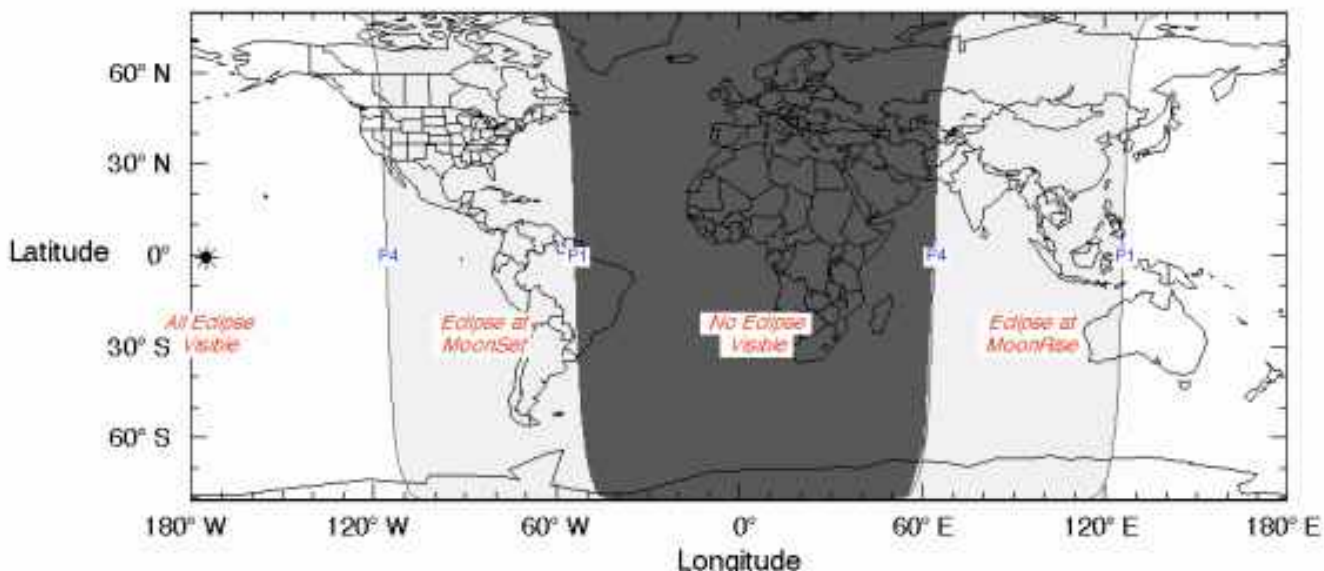 60° N
30° N
Latitude 0°
P4 P1 P4 P1
All Eclipse Visible
Eclipse at MoonSet
No Eclipse Visible
Eclipse at MoonRise
30° S
60° S
180° W 120° W 60° W 0° 60° E 120° E 180° E
Longitude